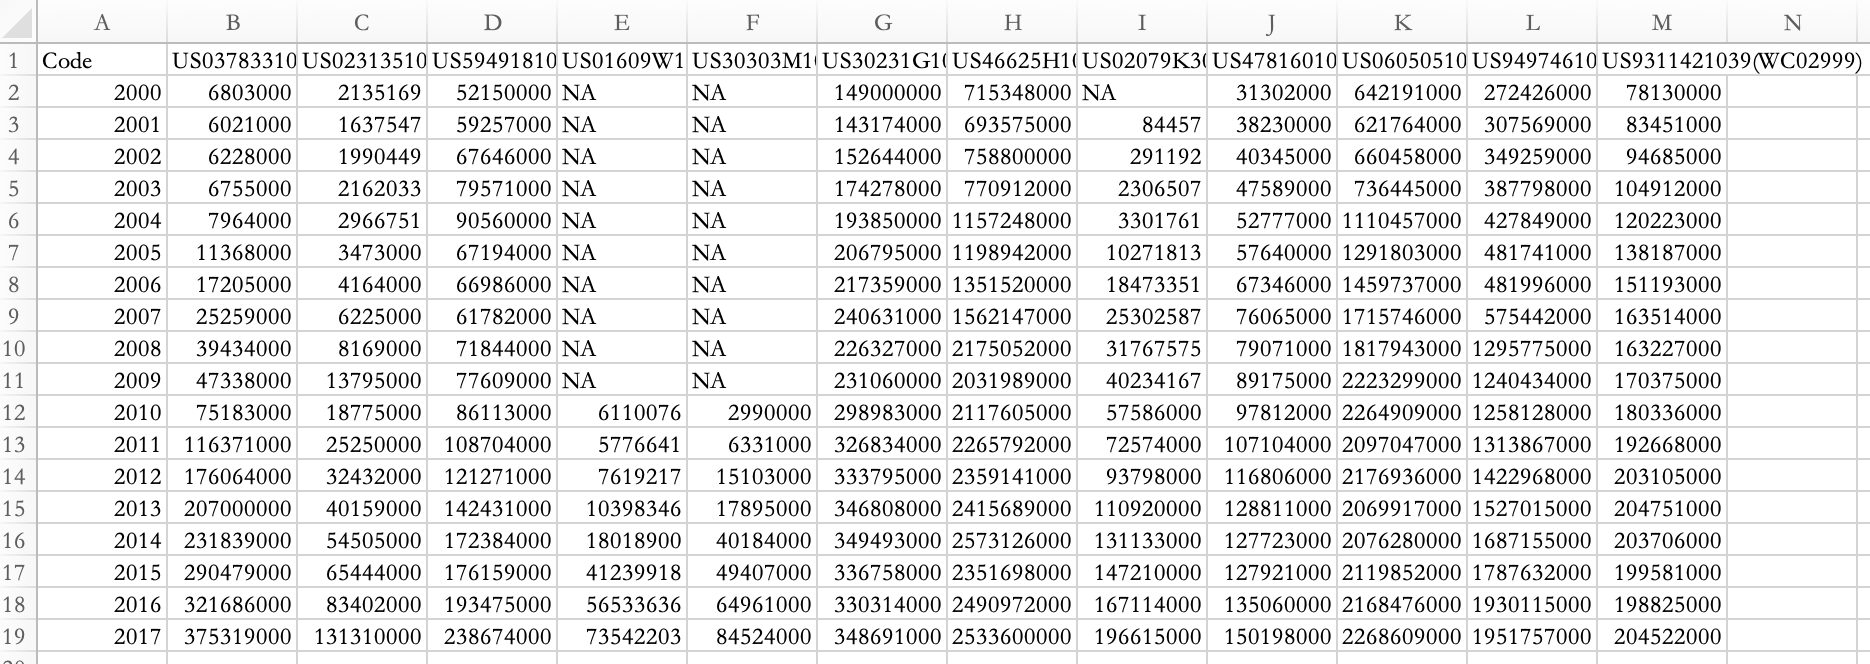 A B C D E F G H I J K L M N
1 Code US03783310 US02313510 US59491810 US01609W1 US30303M1 US30231G1 US46625H1 US02079K3 US47816010 US06050510 US94974610 US9311421039(WC02999)
2 2000 6803000 2135169 52150000 NA NA 149000000 715348000 NA 31302000 642191000 272426000 78130000
3 2001 6021000 1637547 59257000 NA NA 143174000 693575000 84457 38230000 621764000 307569000 83451000
4 2002 6228000 1990449 67646000 NA NA 152644000 758800000 291192 40345000 660458000 349259000 94685000
5 2003 6755000 2162033 79571000 NA NA 174278000 770912000 2306507 47589000 736445000 387798000 104912000
6 2004 7964000 2966751 90560000 NA NA 193850000 1157248000 3301761 52777000 1110457000 427849000 120223000
7 2005 11368000 3473000 67194000 NA NA 206795000 1198942000 10271813 57640000 1291803000 481741000 138187000
8 2006 17205000 4164000 66986000 NA NA 217359000 1351520000 18473351 67346000 1459737000 481996000 151193000
9 2007 25259000 6225000 61782000 NA NA 240631000 1562147000 25302587 76065000 1715746000 575442000 163514000
10 2008 39434000 8169000 71844000 NA NA 226327000 2175052000 31767575 79071000 1817943000 1295775000 163227000
11 2009 47338000 13795000 77609000 NA NA 231060000 2031989000 40234167 89175000 2223299000 1240434000 170375000
12 2010 75183000 18775000 86113000 6110076 2990000 298983000 2117605000 57586000 97812000 2264909000 1258128000 180336000
13 2011 116371000 25250000 108704000 5776641 6331000 326834000 2265792000 72574000 107104000 2097047000 1313867000 192668000
14 2012 176064000 32432000 121271000 7619217 15103000 333795000 2359141000 93798000 116806000 2176936000 1422968000 203105000
15 2013 207000000 40159000 142431000 10398346 17895000 346808000 2415689000 110920000 128811000 2069917000 1527015000 204751000
16 2014 231839000 54505000 172384000 18018900 40184000 349493000 2573126000 131133000 127723000 2076280000 1687155000 203706000
17 2015 290479000 65444000 176159000 41239918 49407000 336758000 2351698000 147210000 127921000 2119852000 1787632000 199581000
18 2016 321686000 83402000 193475000 56533636 64961000 330314000 2490972000 167114000 135060000 2168476000 1930115000 198825000
19 2017 375319000 131310000 238674000 73542203 84524000 348691000 2533600000 196615000 150198000 2268609000 1951757000 204522000